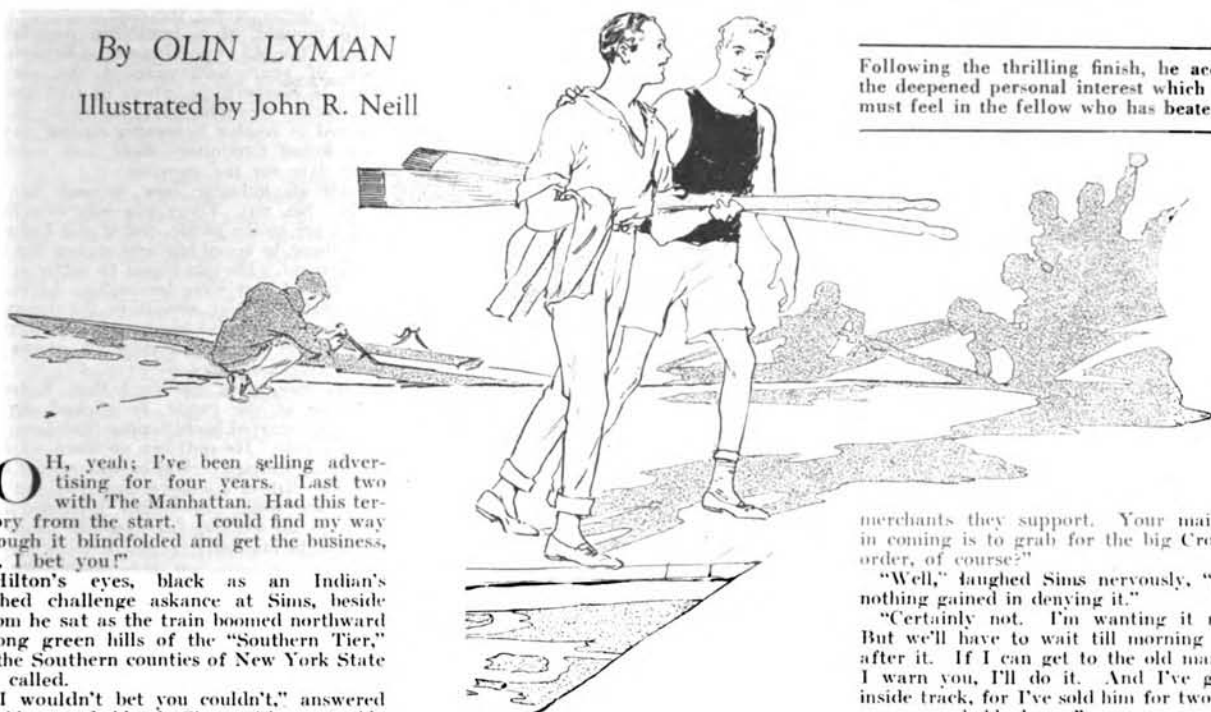 By OLIN LYMAN
Illustrated by John R. Neill
Following the thrilling finish, he acc
the deepened personal interest which
must feel in the fellow who has beate
OH, yeah; I've been selling adver-
tising for four years. Last two
with The Manhattan. Had this ter-
ory from the start. I could find my way
ough it blindfolded and get the business,
, I bet you!"
Hilton's eyes, black as an Indian's
hed challenge askance at Sims, beside
om he sat as the train boomed northward
ong green hills of the "Southern Tier,"
the Southern counties of New York State
called.
I wouldn't bet you couldn't," answered
merchants they support. Your mai
in coming is to grab for the big Cro
order, of course?"
"Well," laughed Sims nervously, "
nothing gained in denying it."
"Certainly not. I'm wanting it
But we'll have to wait till morning
after it. If I can get to the old ma
I warn you, I'll do it. And I've g
inside track, for I've sold him for two